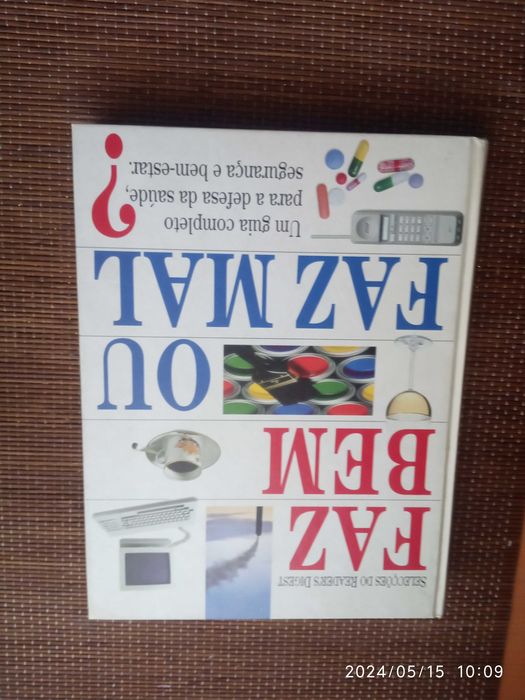 SELECÇÕES DO READER'S DIGEST
FAZ
BEM
OU
FAZ MAL
?
Um guia completo
para a defesa da saúde,
segurança e bem-estar.
2024/05/15 10:09